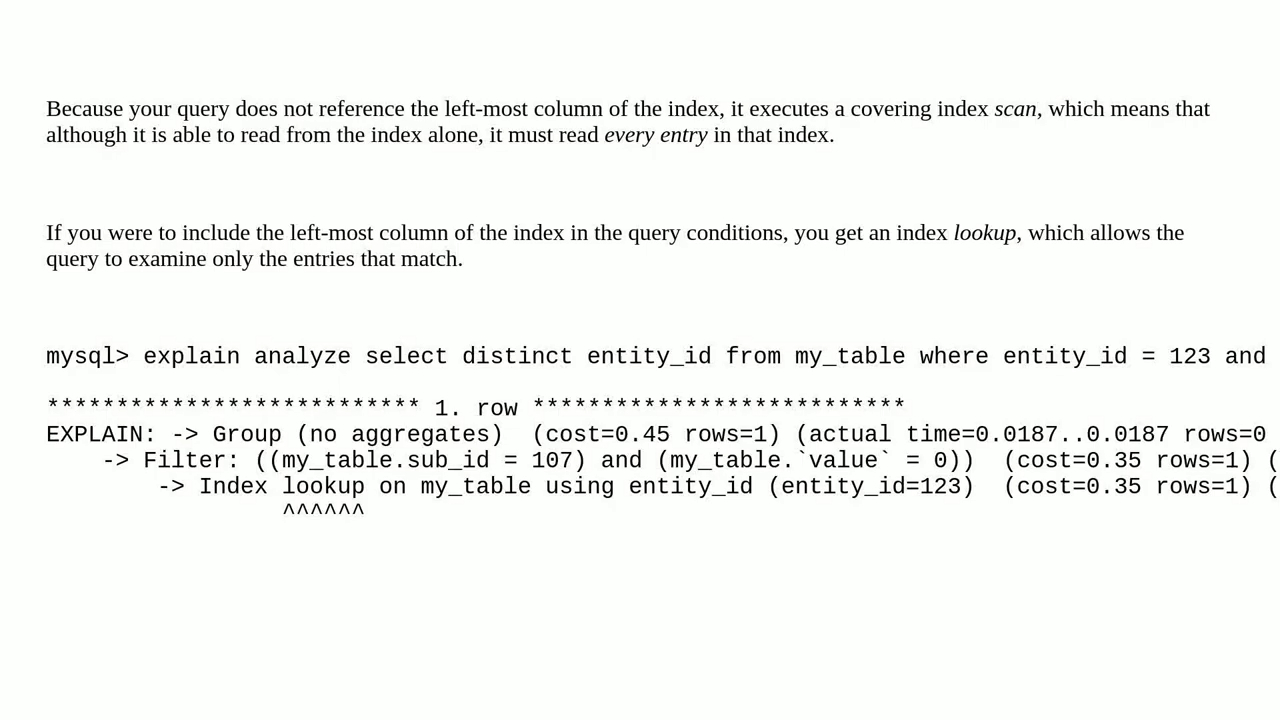 Because your query does not reference the left-most column of the index, it executes a covering index scan, which means that
although it is able to read from the index alone, it must read every entry in that index.
If you were to include the left-most column of the index in the query conditions, you get an index lookup, which allows the
query to examine only the entries that match.
mysql> explain analyze select distinct entity_id from my_table where entity_id = 123 and
*************************** 1. row ***************************
EXPLAIN: -> Group (no aggregates)  (cost=0.45 rows=1) (actual time=0.0187..0.0187 rows=0
    -> Filter: ((my_table.sub_id = 107) and (my_table.`value` = 0))  (cost=0.35 rows=1) (
        -> Index lookup on my_table using entity_id (entity_id=123)  (cost=0.35 rows=1) (
                 ^^^^^^